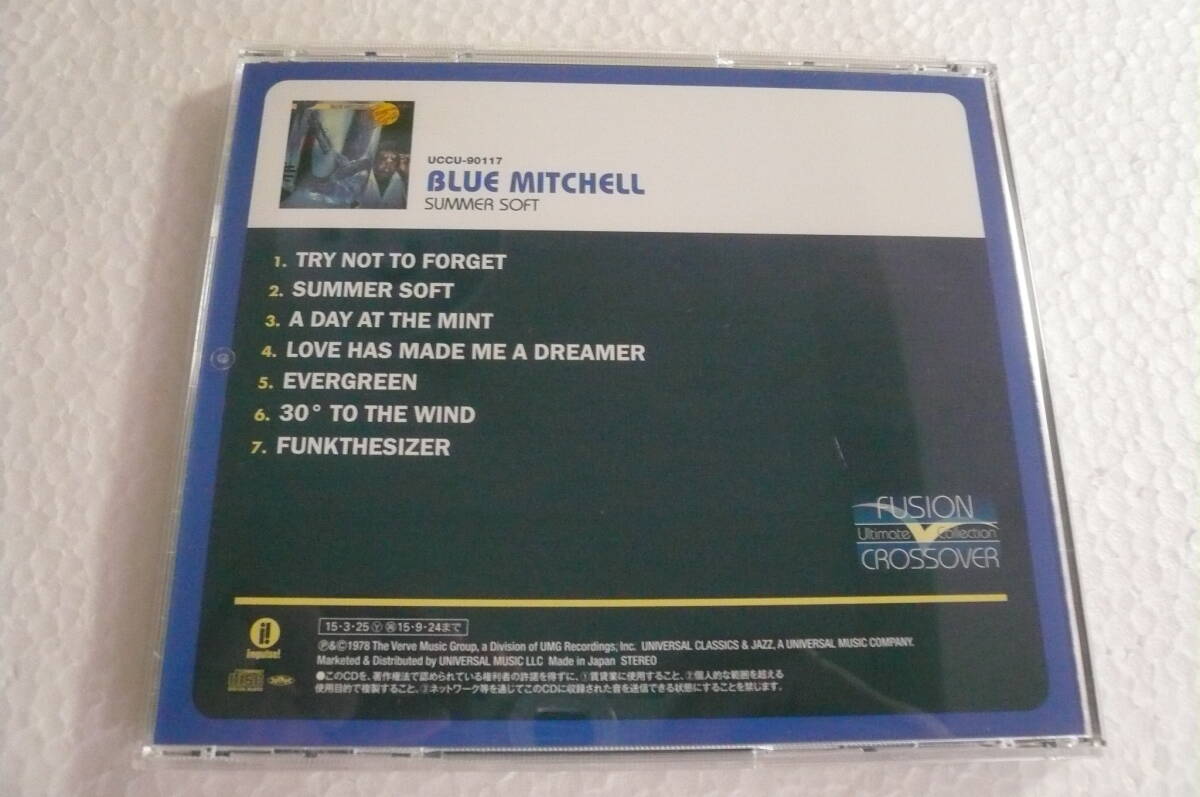 UCCU-90117
BLUE MITCHELL
SUMMER SOFT
1. TRY NOT TO FORGET
2. SUMMER SOFT
3. A DAY AT THE MINT
4. LOVE HAS MADE ME A DREAMER
5. EVERGREEN
6. 30° TO THE WIND
7. FUNKTHESIZER
FUSION
Ultimate Collection
CROSSOVER
i!
impulse!
15・3・25 Ⓨ ㊢15・9・24まで
Ⓟ&©1978 The Verve Music Group, a Division of UMG Recordings, Inc. UNIVERSAL CLASSICS & JAZZ, A UNIVERSAL MUSIC COMPANY.
Marketed & Distributed by UNIVERSAL MUSIC LLC Made in Japan STEREO
●このCDを、著作権法で認められている権利者の許諾を得ずに、①賃貸業に使用すること、②個人的な範囲を超える
使用目的で複製すること、③ネットワーク等を通じてこのCDに収録された音を送信できる状態にすることを禁じます。
disc